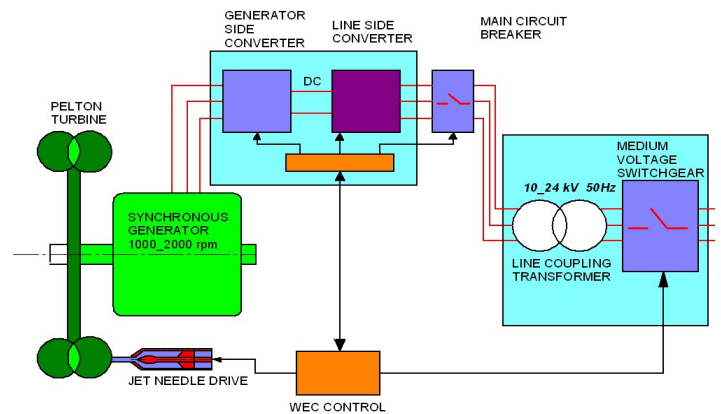 GENERATOR
SIDE
CONVERTER
LINE SIDE
CONVERTER
MAIN CIRCUIT
BREAKER
DC
PELTON
TURBINE
MEDIUM
VOLTAGE
SWITCHGEAR
10_24 kV 50Hz
SYNCHRONOUS
GENERATOR
1000_2000 rpm
LINE COUPLING
TRANSFORMER
JET NEEDLE DRIVE
WEC CONTROL